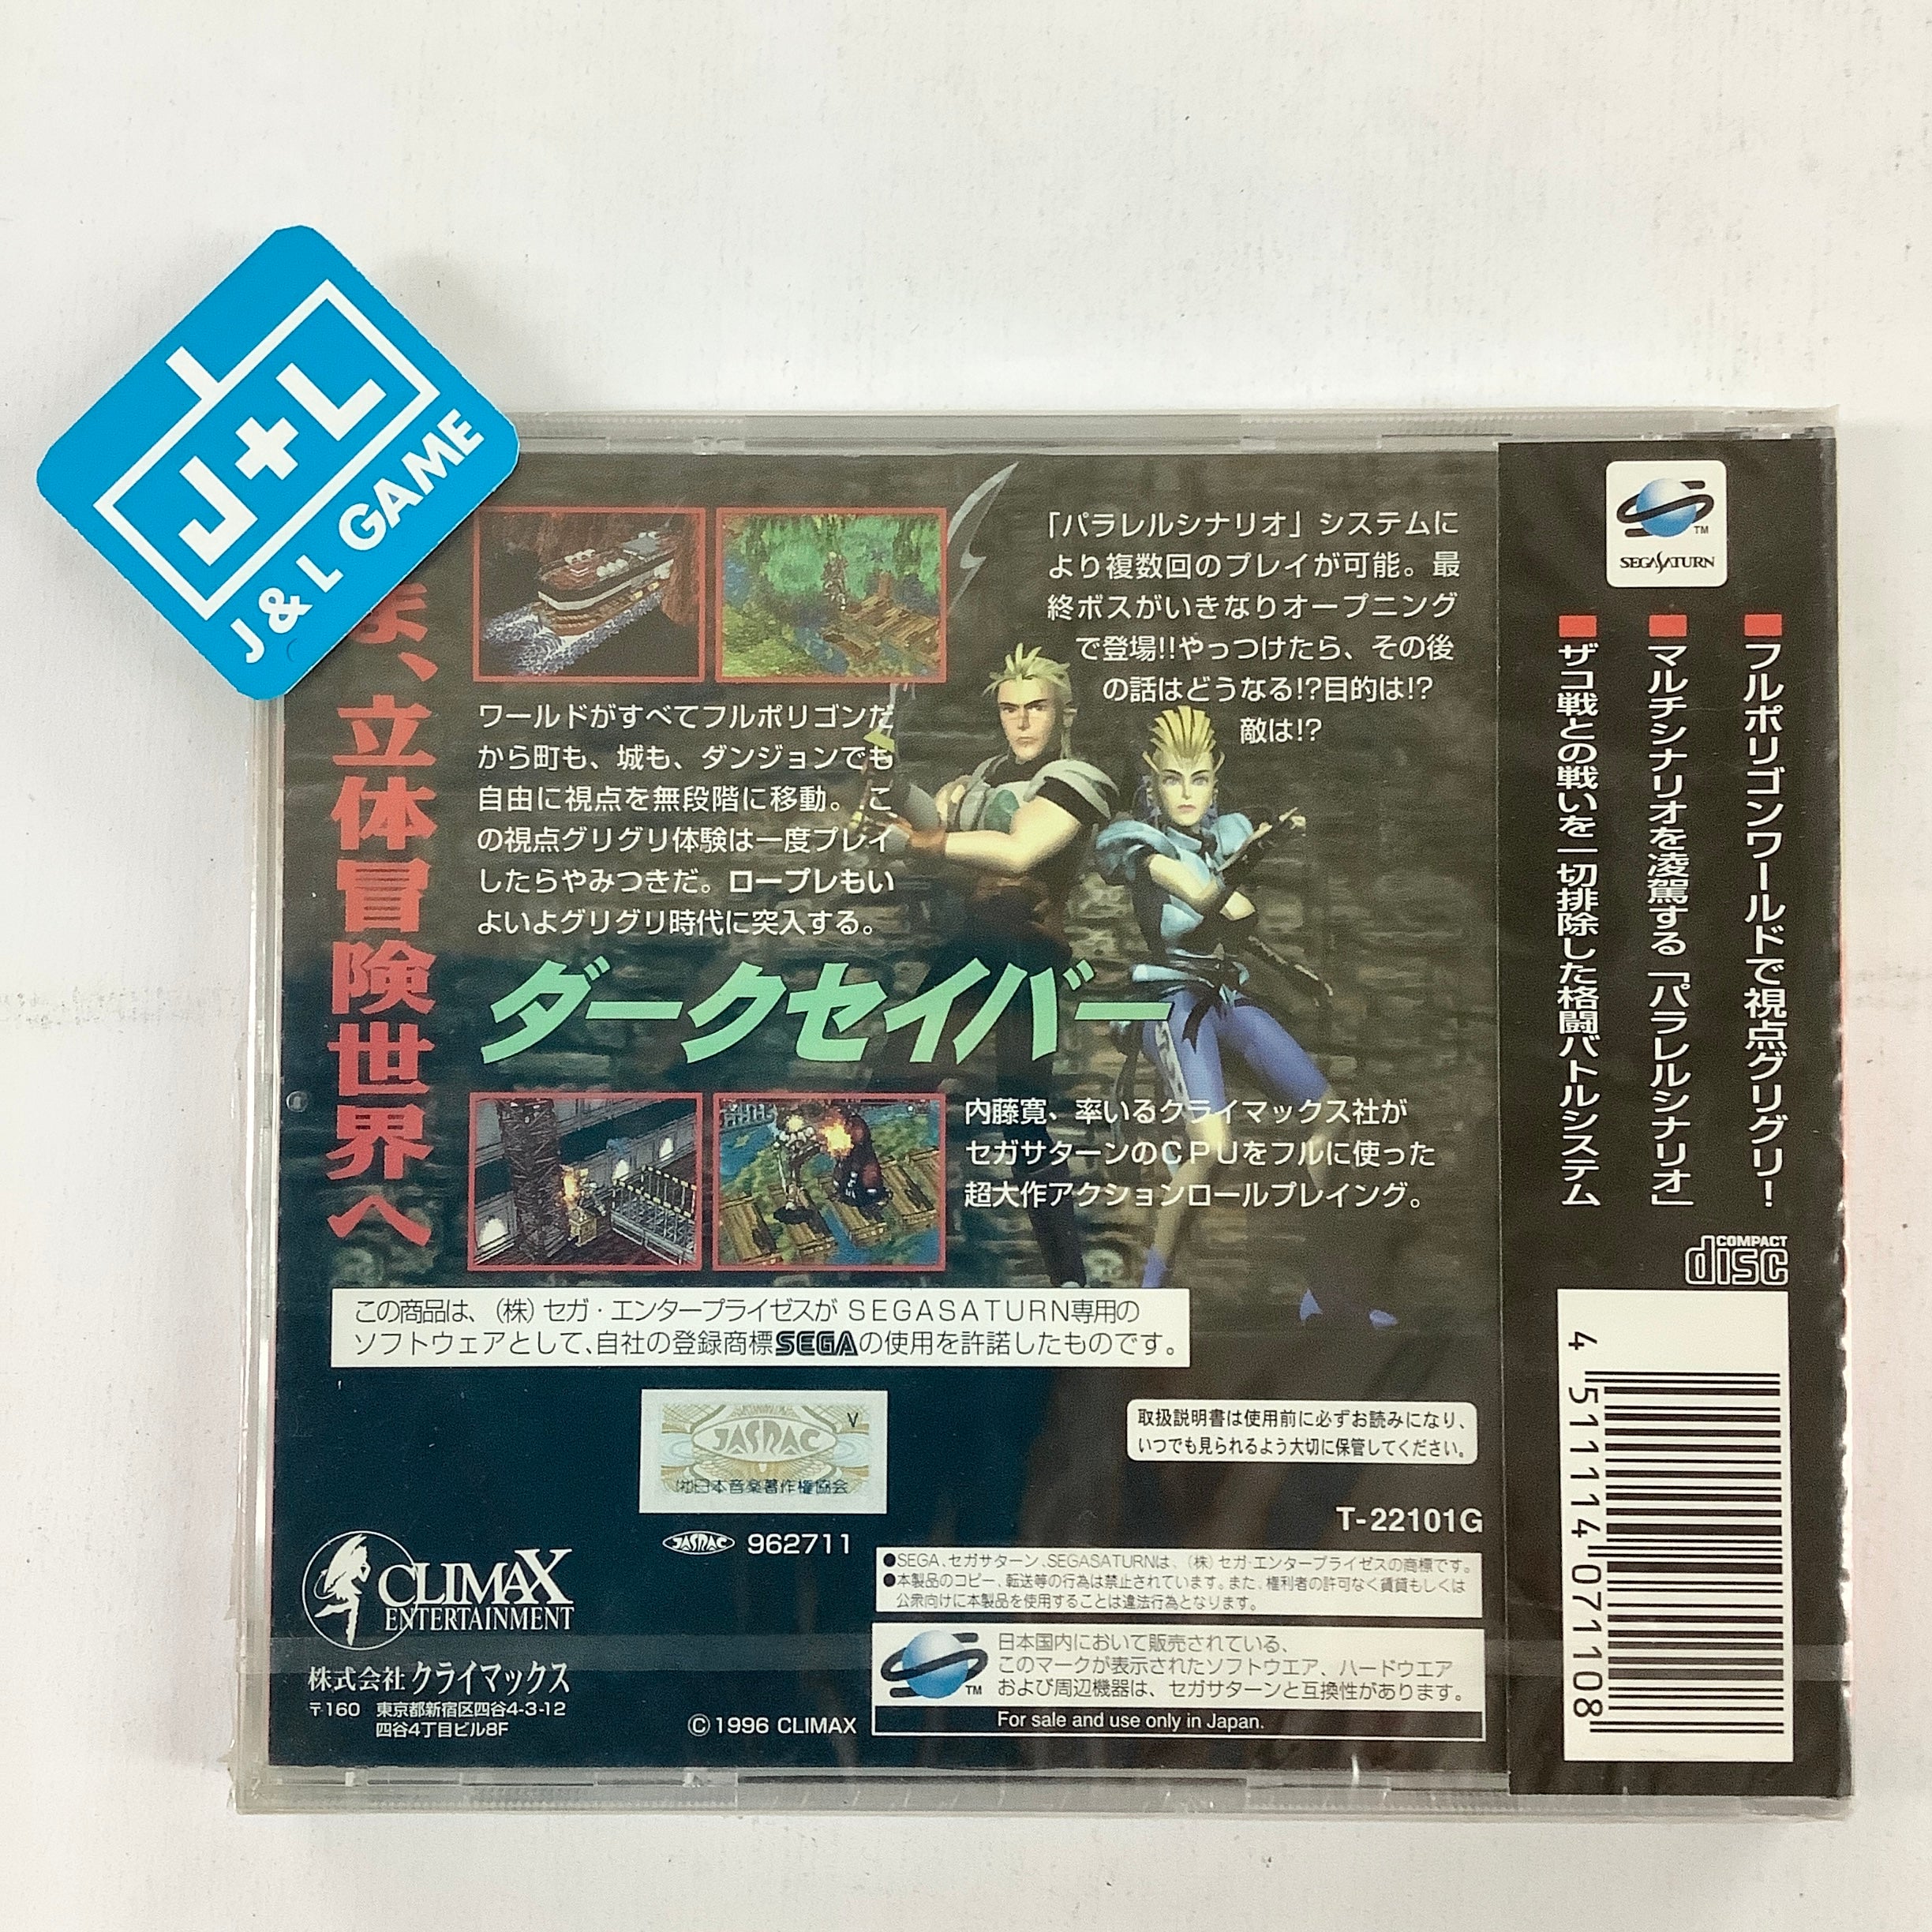 J+L
J & L GAME
ま、立体冒険世界へ
「パラレルシナリオ」システムに
より複数回のプレイが可能。最
終ボスがいきなりオープニング
で登場!!やっつけたら、その後
の話はどうなる!?目的は!?
敵は!?
ワールドがすべてフルポリゴンだ
から町も、城も、ダンジョンでも
自由に視点を無段階に移動。こ
の視点グリグリ体験は一度プレイ
したらやみつきだ。ロープレもい
よいよグリグリ時代に突入する。
ダークセイバー
内藤寛、率いるクライマックス社が
セガサターンのCPUをフルに使った
超大作アクションロールプレイング。
この商品は、(株)セガ・エンタープライゼスが SEGASATURN専用の
ソフトウェアとして、自社の登録商標SEGAの使用を許諾したものです。
V
JASRAC
(社)日本音楽著作権協会
JASRAC 962711
取扱説明書は使用前に必ずお読みになり、
いつでも見られるよう大切に保管してください。
T-22101G
●SEGA、セガサターン、SEGASATURNは、(株)セガ・エンタープライゼスの商標です。
●本製品のコピー、転送等の行為は禁止されています。また、権利者の許可なく賃貸もしくは
公衆向けに本製品を使用することは違法行為となります。
CLIMAX
ENTERTAINMENT
株式会社クライマックス
〒160 東京都新宿区四谷4-3-12
四谷4丁目ビル8F
©1996 CLIMAX
TM
日本国内において販売されている、
このマークが表示されたソフトウエア、ハードウエア
および周辺機器は、セガサターンと互換性があります。
For sale and use only in Japan.
TM
SEGA SATURN
フルポリゴンワールドで視点グリグリ!
マルチシナリオを凌駕する「パラレルシナリオ」
ザコ戦との戦いを一切排除した格闘バトルシステム
COMPACT
disc
4 511114 071108